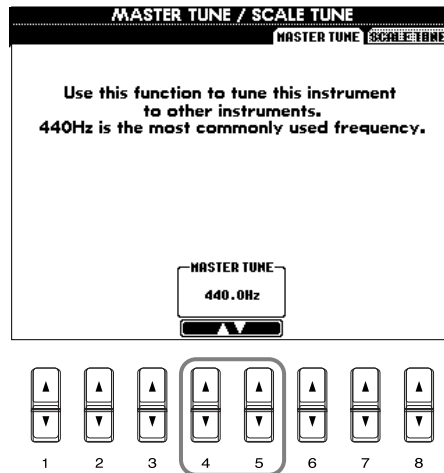 MASTER TUNE / SCALE TUNE
MASTER TUNE SCALE TUNE
Use this function to tune this instrument
to other instruments.
440Hz is the most commonly used frequency.
MASTER TUNE
440.0Hz
1 2 3 4 5 6 7 8